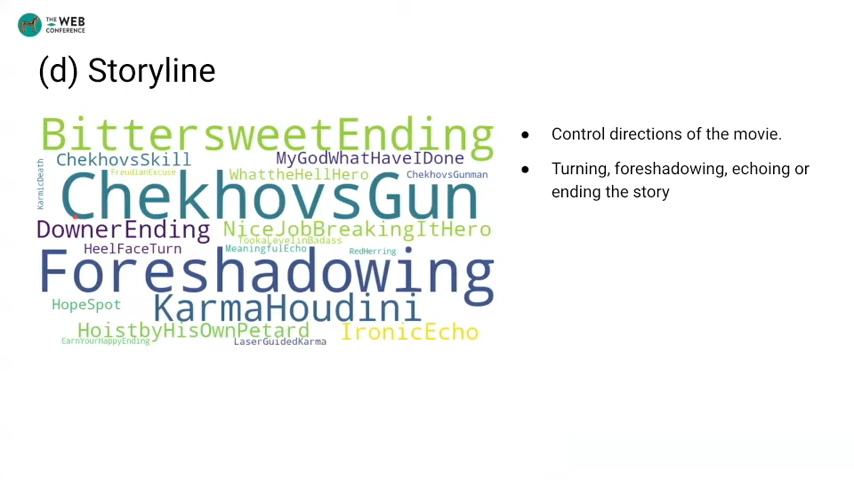 THE WEB
CONFERENCE
(d) Storyline
BittersweetEnding
ChekhovsSkill
MyGodWhatHaveIDone
KarmicDeath
FreudianExcuse
WhattheHellHero
ChekhovsGunman
ChekhovsGun
DownerEnding
NiceJobBreakingItHero
TookaLevelinBadass
HeelFaceTurn
MeaningfulEcho
RedHerring
Foreshadowing
HopeSpot
KarmaHoudini
HoistbyHisOwnPetard
IronicEcho
EarnYourHappyEnding
LaserGuidedKarma
● Control directions of the movie.
● Turning, foreshadowing, echoing or
ending the story